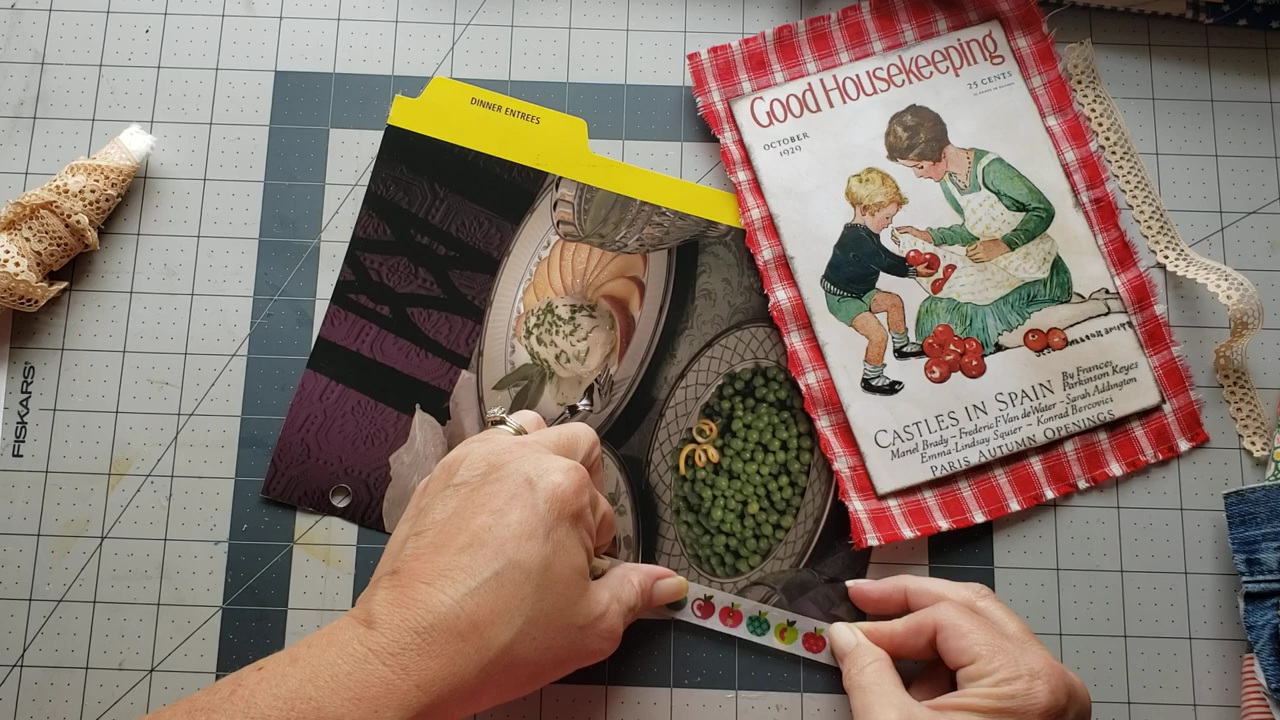 DINNER ENTREES
Good Housekeeping
25 CENTS
OCTOBER
1929
CASTLES IN SPAIN
By Frances
Parkinson Keyes
Mariel Brady - Frederic F. Van de Water - Sarah Addington
Emma-Lindsay Squier - Konrad Bercovici
PARIS AUTUMN OPENINGS
FISKARS®